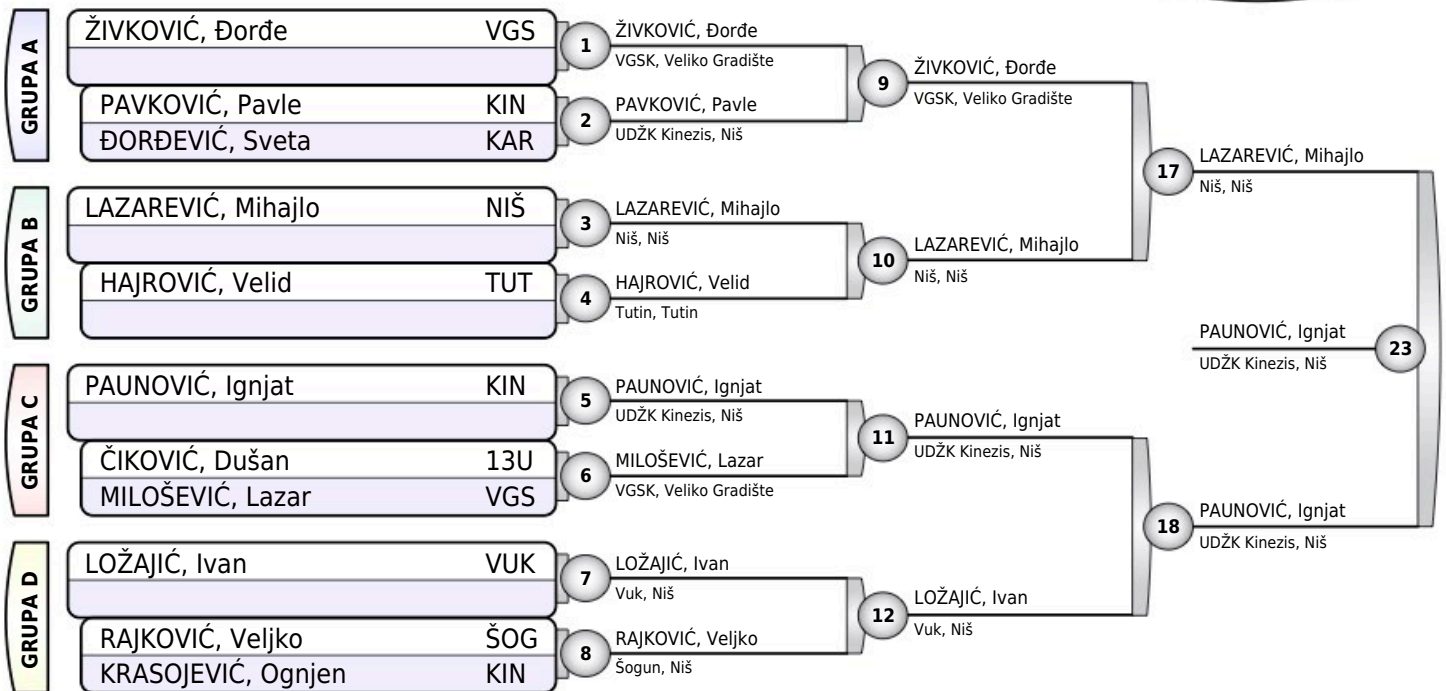 GRUPA A
ŽIVKOVIĆ, Đorđe VGS
PAVKOVIĆ, Pavle KIN
ĐORĐEVIĆ, Sveta KAR
GRUPA B
LAZAREVIĆ, Mihajlo NIŠ
HAJROVIĆ, Velid TUT
GRUPA C
PAUNOVIĆ, Ignjat KIN
ČIKOVIĆ, Dušan 13U
MILOŠEVIĆ, Lazar VGS
GRUPA D
LOŽAJIĆ, Ivan VUK
RAJKOVIĆ, Veljko ŠOG
KRASOJEVIĆ, Ognjen KIN
1
ŽIVKOVIĆ, Đorđe
VGSK, Veliko Gradište
2
PAVKOVIĆ, Pavle
UDŽK Kinezis, Niš
3
LAZAREVIĆ, Mihajlo
Niš, Niš
4
HAJROVIĆ, Velid
Tutin, Tutin
5
PAUNOVIĆ, Ignjat
UDŽK Kinezis, Niš
6
MILOŠEVIĆ, Lazar
VGSK, Veliko Gradište
7
LOŽAJIĆ, Ivan
Vuk, Niš
8
RAJKOVIĆ, Veljko
Šogun, Niš
9
ŽIVKOVIĆ, Đorđe
VGSK, Veliko Gradište
10
LAZAREVIĆ, Mihajlo
Niš, Niš
11
PAUNOVIĆ, Ignjat
UDŽK Kinezis, Niš
12
LOŽAJIĆ, Ivan
Vuk, Niš
17
LAZAREVIĆ, Mihajlo
Niš, Niš
18
PAUNOVIĆ, Ignjat
UDŽK Kinezis, Niš
PAUNOVIĆ, Ignjat
UDŽK Kinezis, Niš
23